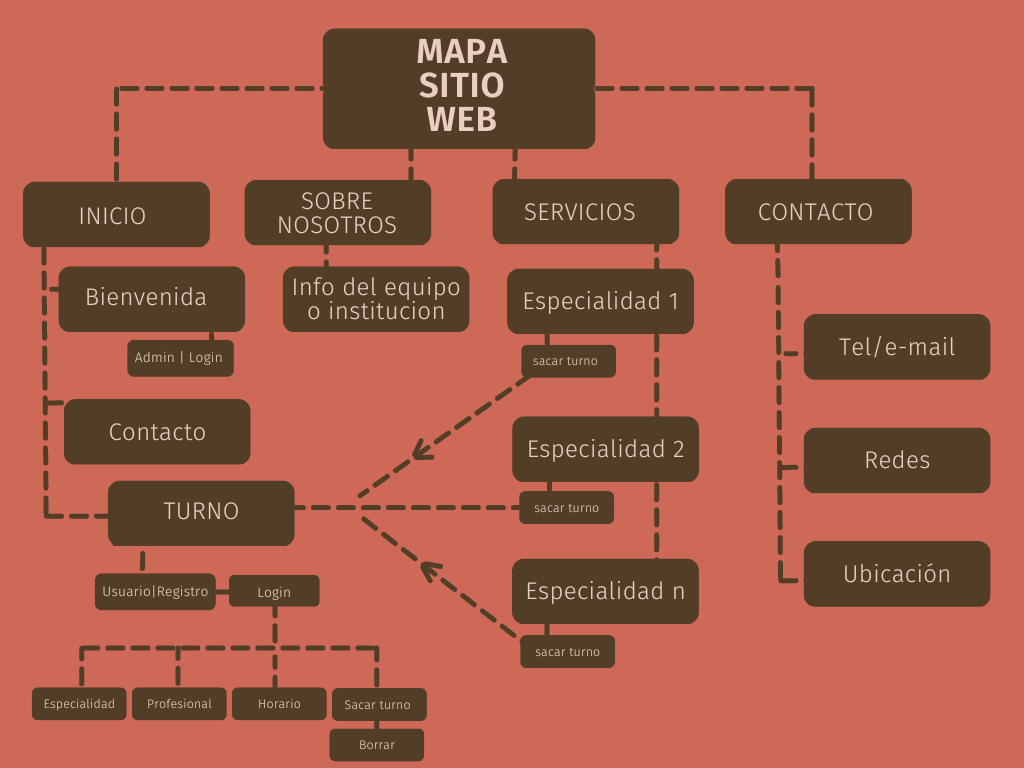 MAPA
SITIO
WEB
INICIO
SOBRE
NOSOTROS
SERVICIOS
CONTACTO
Bienvenida
Admin | Login
Contacto
TURNO
Usuario|Registro
Login
Especialidad
Profesional
Horario
Sacar turno
Borrar
Info del equipo
o institucion
Especialidad 1
sacar turno
Especialidad 2
sacar turno
Especialidad n
sacar turno
Tel/e-mail
Redes
Ubicación